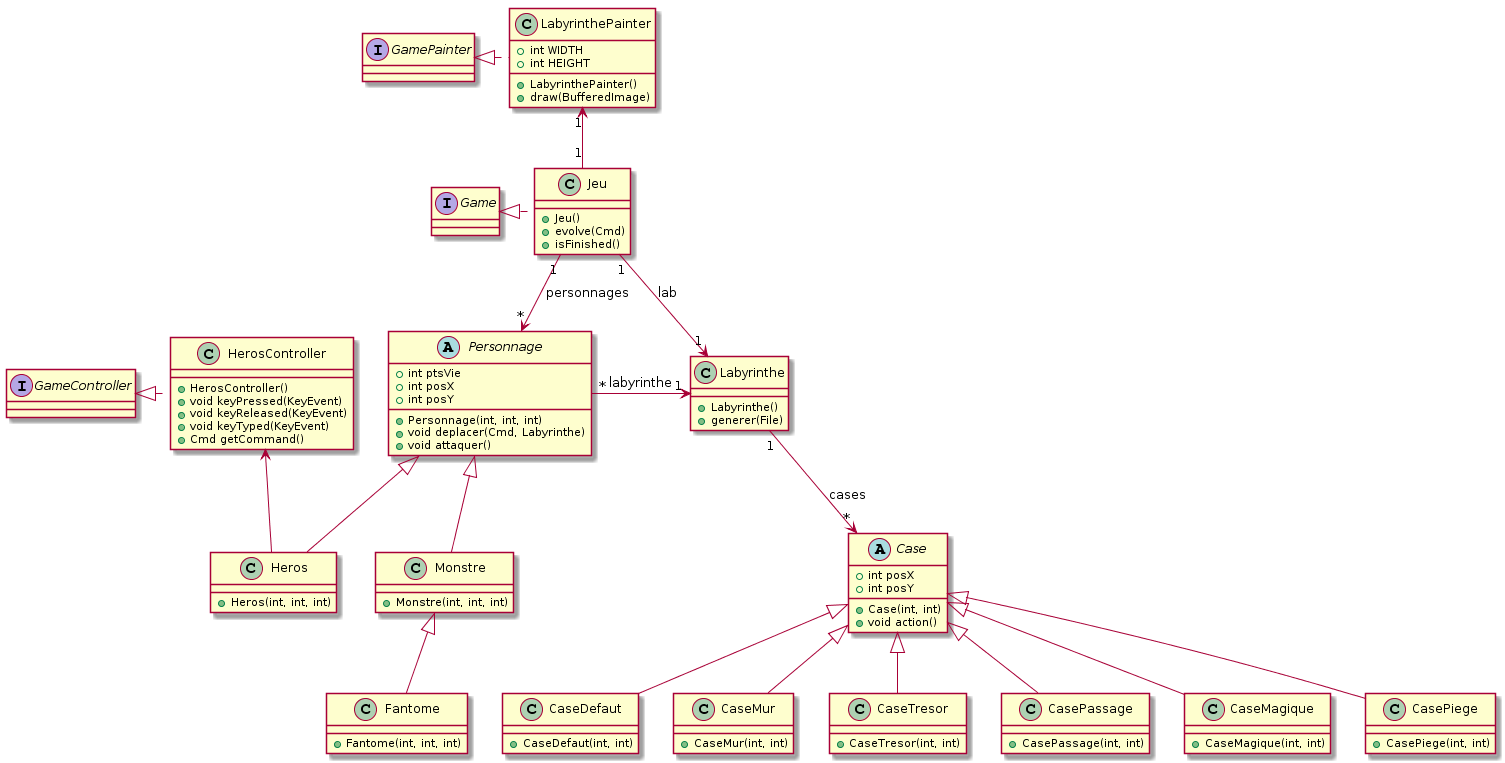 C LabyrinthePainter
int WIDTH
int HEIGHT
LabyrinthePainter()
draw(BufferedImage)
I GamePainter
1
1
C Jeu
Jeu()
evolve(Cmd)
isFinished()
I Game
1
1
personnages
lab
*
1
C HerosController
HerosController()
void keyPressed(KeyEvent)
void keyReleased(KeyEvent)
void keyTyped(KeyEvent)
Cmd getCommand()
I GameController
A Personnage
int ptsVie
int posX
int posY
Personnage(int, int, int)
void deplacer(Cmd, Labyrinthe)
void attaquer()
* labyrinthe 1
C Labyrinthe
Labyrinthe()
generer(File)
1
cases
*
C Heros
Heros(int, int, int)
C Monstre
Monstre(int, int, int)
A Case
int posX
int posY
Case(int, int)
void action()
C Fantome
Fantome(int, int, int)
C CaseDefaut
CaseDefaut(int, int)
C CaseMur
CaseMur(int, int)
C CaseTresor
CaseTresor(int, int)
C CasePassage
CasePassage(int, int)
C CaseMagique
CaseMagique(int, int)
C CasePiege
CasePiege(int, int)